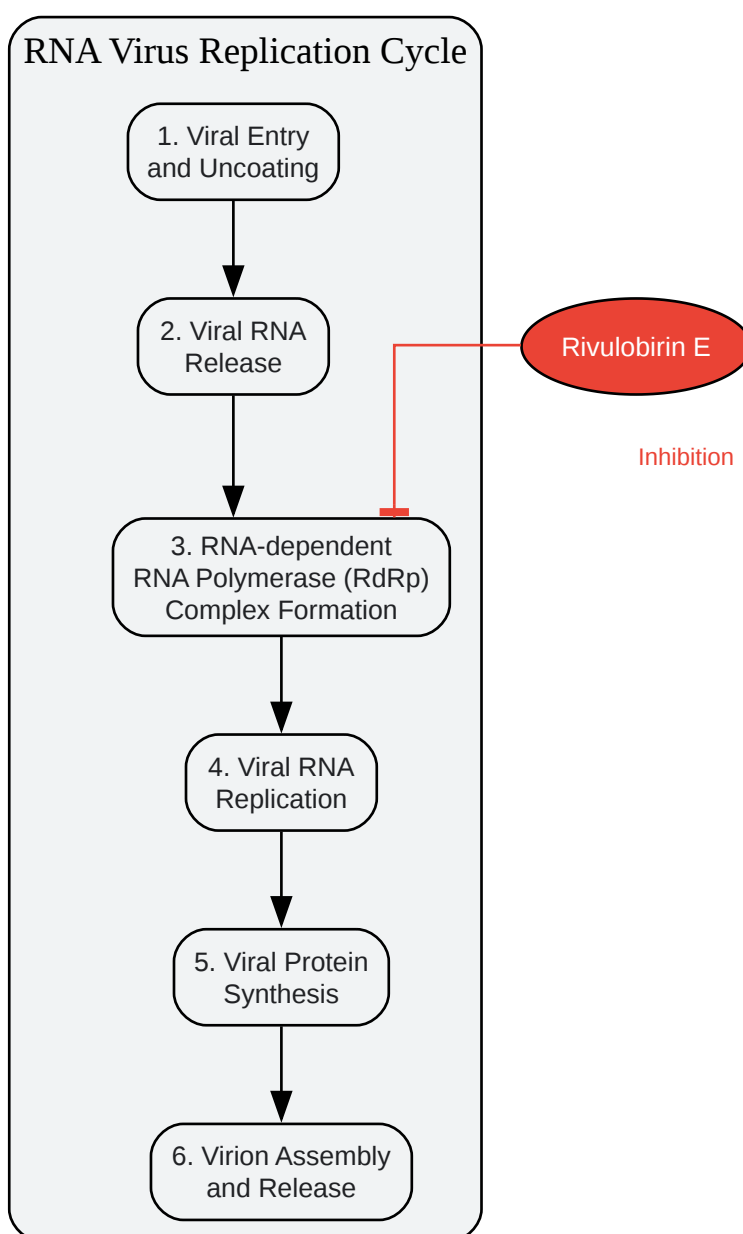 RNA Virus Replication Cycle
1. Viral Entry
and Uncoating
2. Viral RNA
Release
Rivulobirin E
Inhibition
3. RNA-dependent
RNA Polymerase (RdRp)
Complex Formation
4. Viral RNA
Replication
5. Viral Protein
Synthesis
6. Virion Assembly
and Release